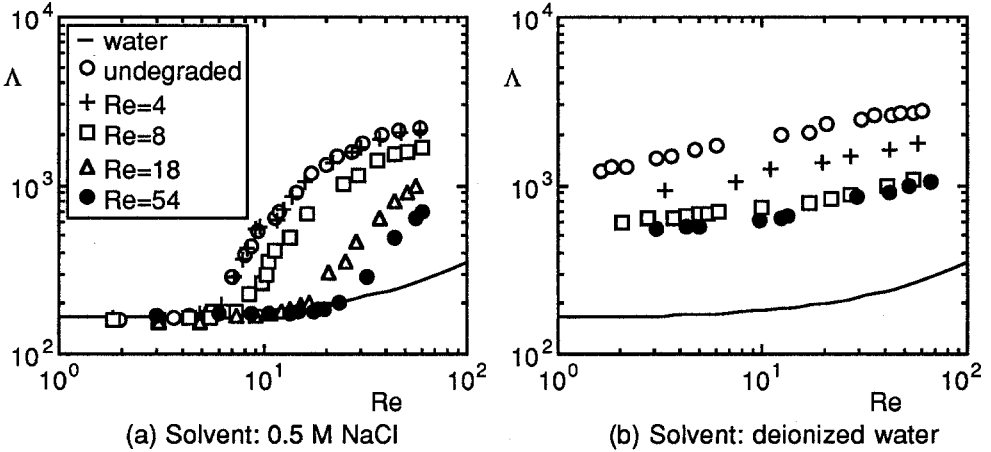 10⁴
Λ
10³
10²
water
undegraded
Re=4
Re=8
Re=18
Re=54
10⁰
10¹
10²
Re
(a) Solvent: 0.5 M NaCl
10⁴
Λ
10³
10²
10⁰
10¹
10²
Re
(b) Solvent: deionized water